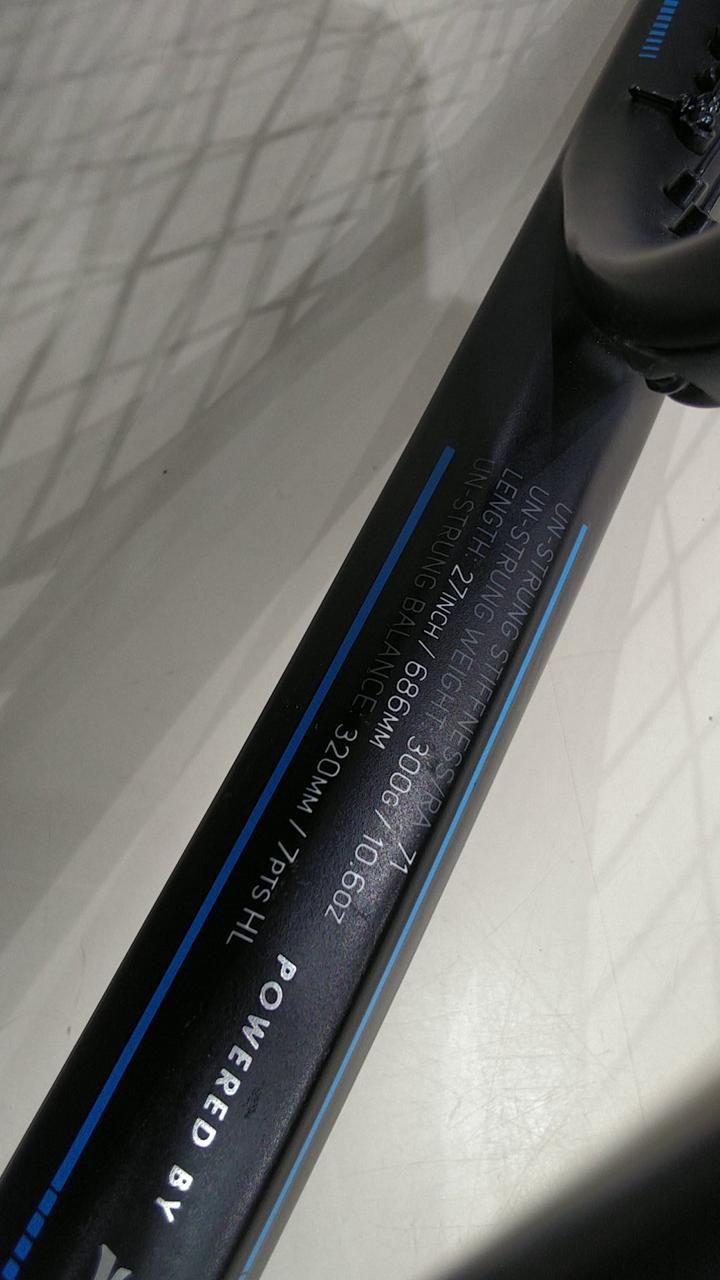 UN-STRUNG STIFFNESS/RA 71
UN-STRUNG WEIGHT: 300G / 10.6OZ
LENGTH: 27INCH / 686MM
UN-STRUNG BALANCE: 320MM / 7PTS HL
POWERED BY